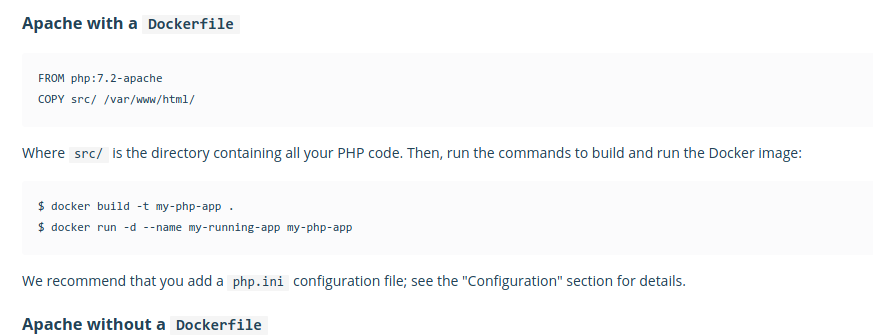 Apache with a Dockerfile
FROM php:7.2-apache
COPY src/ /var/www/html/
Where src/ is the directory containing all your PHP code. Then, run the commands to build and run the Docker image:
$ docker build -t my-php-app .
$ docker run -d --name my-running-app my-php-app
We recommend that you add a php.ini configuration file; see the "Configuration" section for details.
Apache without a Dockerfile